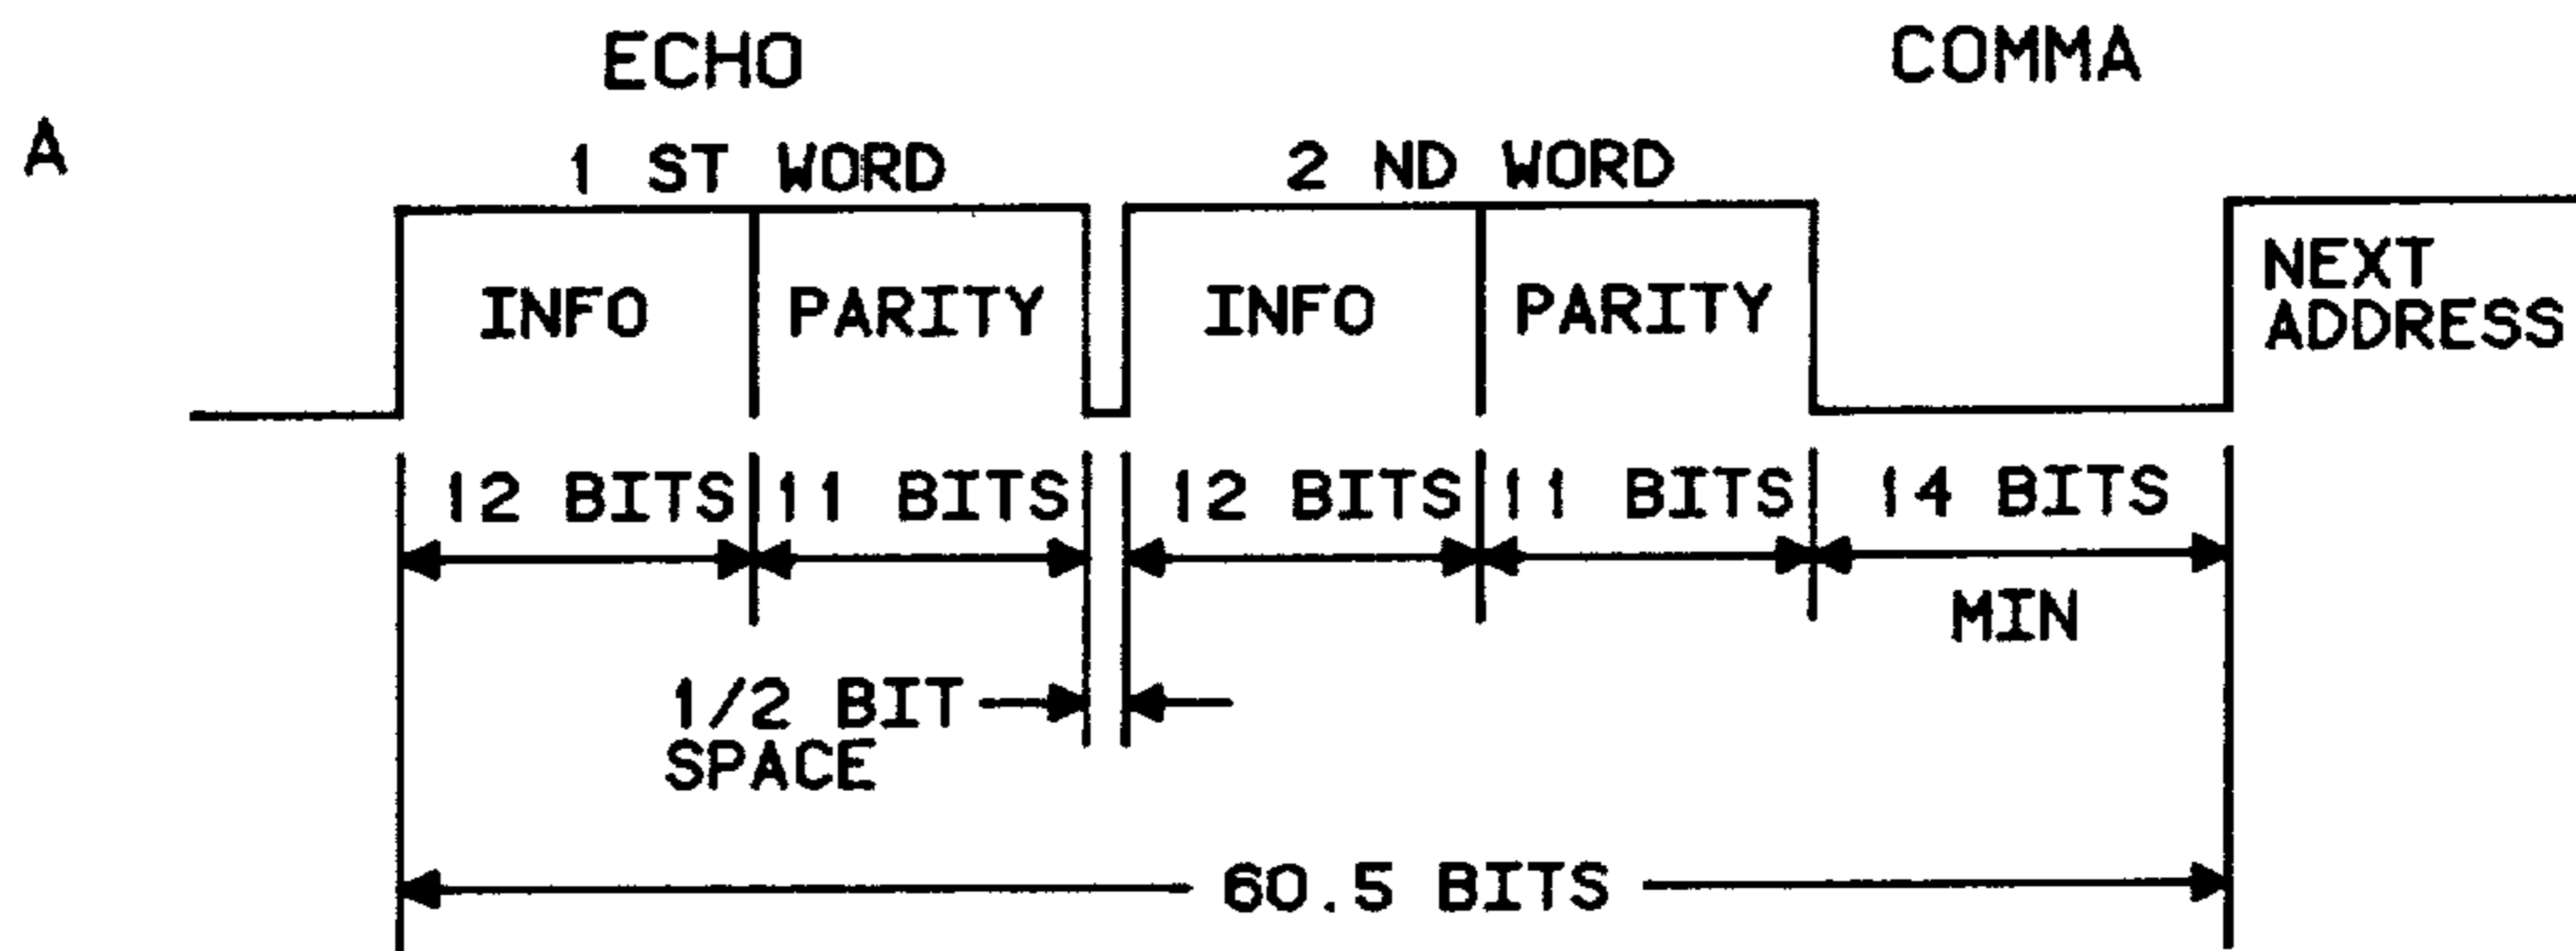 ECHO
COMMA
A
1 ST WORD
2 ND WORD
INFO
PARITY
INFO
PARITY
NEXT
ADDRESS
12 BITS
11 BITS
12 BITS
11 BITS
14 BITS
MIN
1/2 BIT
SPACE
60.5 BITS